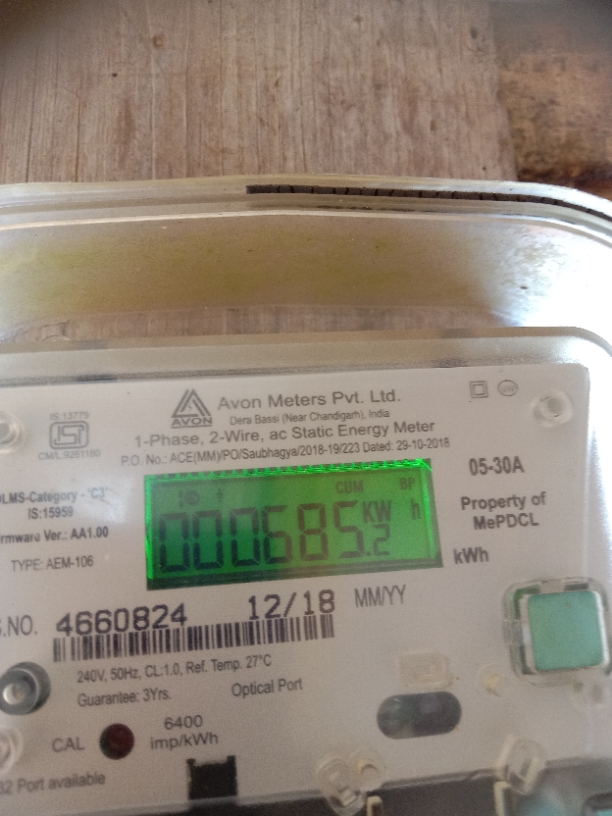 Avon Meters Pvt. Ltd.
AVON
Dera Bassi (Near Chandigarh), India
IS:13779
CM/L:9261160
1-Phase, 2-Wire, ac Static Energy Meter
P.O. No.: ACE(MM)/PO/Saubhagya/2018-19/223 Dated: 29-10-2018
05-30A
DLMS-Category - "C3"
IS:15959
Firmware Ver.: AA1.00
TYPE: AEM-106
CUM BP
000685.2 KW h
Property of
MePDCL
kWh
S.NO. 4660824 12/18 MM/YY
240V, 50Hz, CL:1.0, Ref. Temp. 27°C
Guarantee: 3Yrs. Optical Port
CAL
6400
imp/kWh
Port available